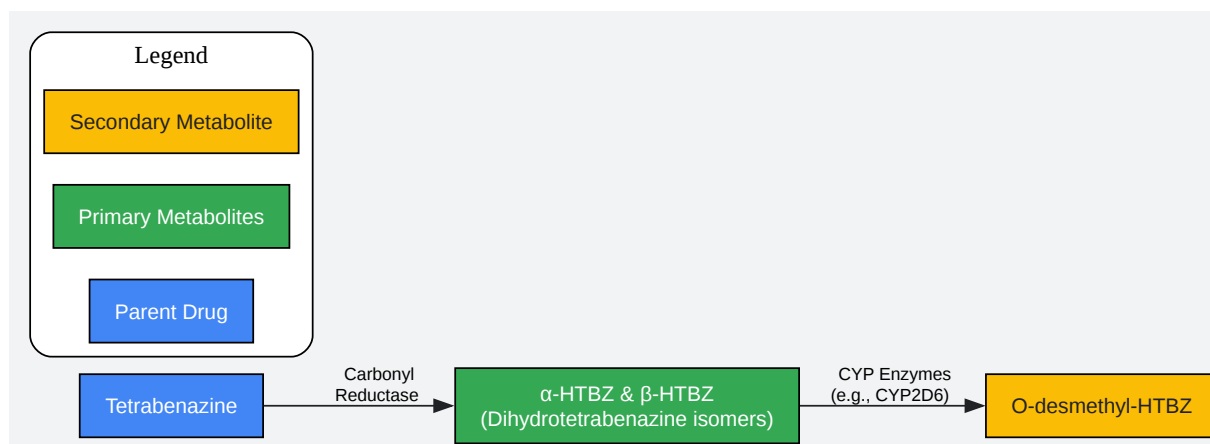 Legend
Secondary Metabolite
Primary Metabolites
Parent Drug
Tetrabenazine
Carbonyl
Reductase
α-HTBZ & β-HTBZ
(Dihydrotetrabenazine isomers)
CYP Enzymes
(e.g., CYP2D6)
O-desmethyl-HTBZ